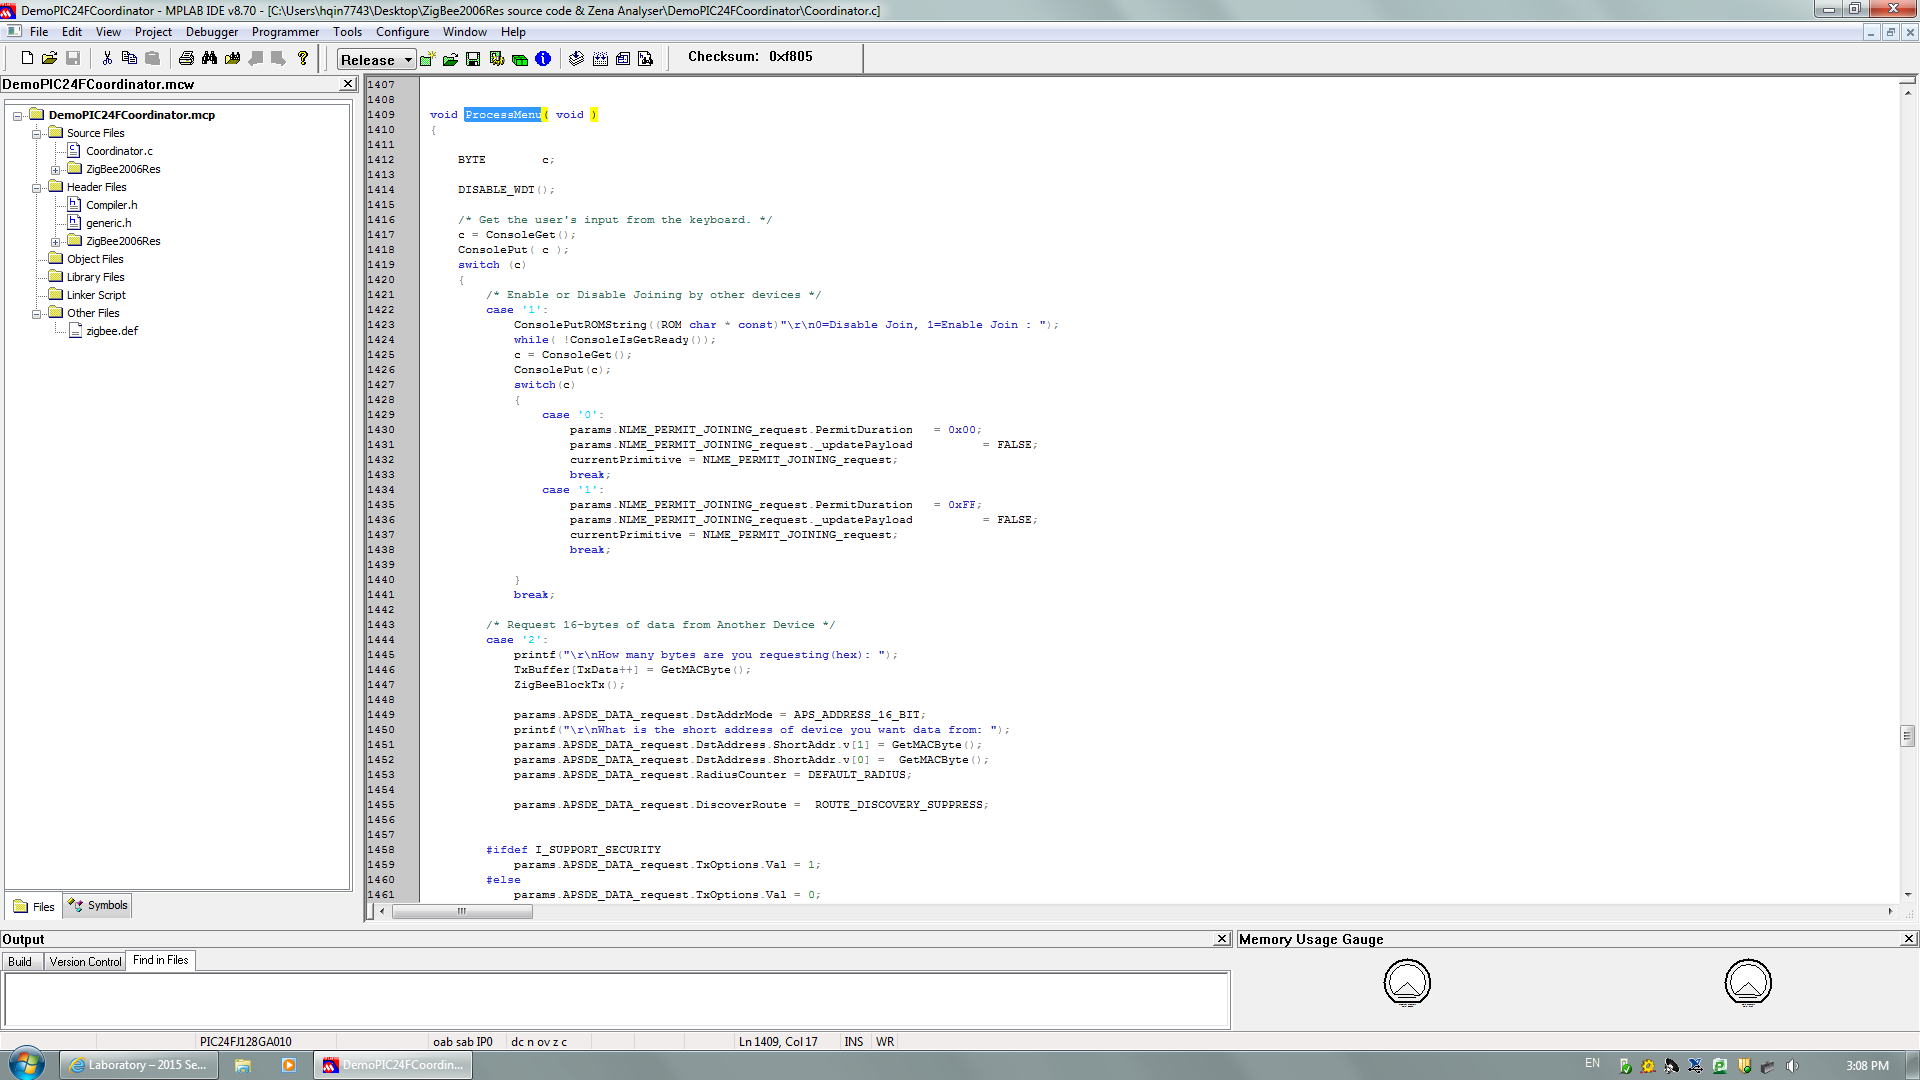 DemoPIC24FCoordinator - MPLAB IDE v8.70 - [C:\Users\hqin7743\Desktop\ZigBee2006Res source code & Zena Analyser\DemoPIC24FCoordinator\Coordinator.c]
File Edit View Project Debugger Programmer Tools Configure Window Help
Release Checksum: 0xf805
DemoPIC24FCoordinator.mcw
DemoPIC24FCoordinator.mcp
Source Files
Coordinator.c
ZigBee2006Res
Header Files
Compiler.h
generic.h
ZigBee2006Res
Object Files
Library Files
Linker Script
Other Files
zigbee.def
Files Symbols
1407
1408
1409 void ProcessMenu( void )
1410 {
1411
1412 BYTE c;
1413
1414 DISABLE_WDT();
1415
1416 /* Get the user's input from the keyboard. */
1417 c = ConsoleGet();
1418 ConsolePut( c );
1419 switch (c)
1420 {
1421 /* Enable or Disable Joining by other devices */
1422 case '1':
1423 ConsolePutROMString((ROM char * const)"\r\n0=Disable Join, 1=Enable Join : ");
1424 while( !ConsoleIsGetReady());
1425 c = ConsoleGet();
1426 ConsolePut(c);
1427 switch(c)
1428 {
1429 case '0':
1430 params.NLME_PERMIT_JOINING_request.PermitDuration = 0x00;
1431 params.NLME_PERMIT_JOINING_request._updatePayload = FALSE;
1432 currentPrimitive = NLME_PERMIT_JOINING_request;
1433 break;
1434 case '1':
1435 params.NLME_PERMIT_JOINING_request.PermitDuration = 0xFF;
1436 params.NLME_PERMIT_JOINING_request._updatePayload = FALSE;
1437 currentPrimitive = NLME_PERMIT_JOINING_request;
1438 break;
1439
1440 }
1441 break;
1442
1443 /* Request 16-bytes of data from Another Device */
1444 case '2':
1445 printf("\r\nHow many bytes are you requesting(hex): ");
1446 TxBuffer[TxData++] = GetMACByte();
1447 ZigBeeBlockTx();
1448
1449 params.APSDE_DATA_request.DstAddrMode = APS_ADDRESS_16_BIT;
1450 printf("\r\nWhat is the short address of device you want data from: ");
1451 params.APSDE_DATA_request.DstAddress.ShortAddr.v[1] = GetMACByte();
1452 params.APSDE_DATA_request.DstAddress.ShortAddr.v[0] = GetMACByte();
1453 params.APSDE_DATA_request.RadiusCounter = DEFAULT_RADIUS;
1454
1455 params.APSDE_DATA_request.DiscoverRoute = ROUTE_DISCOVERY_SUPPRESS;
1456
1457
1458 #ifdef I_SUPPORT_SECURITY
1459 params.APSDE_DATA_request.TxOptions.Val = 1;
1460 #else
1461 params.APSDE_DATA_request.TxOptions.Val = 0;
Output
Build Version Control Find in Files
Memory Usage Gauge
PIC24FJ128GA010 oab sab IP0 dc n ov z c Ln 1409, Col 17 INS WR
Laboratory – 2015 Se... DemoPIC24FCoordin... EN 3:08 PM